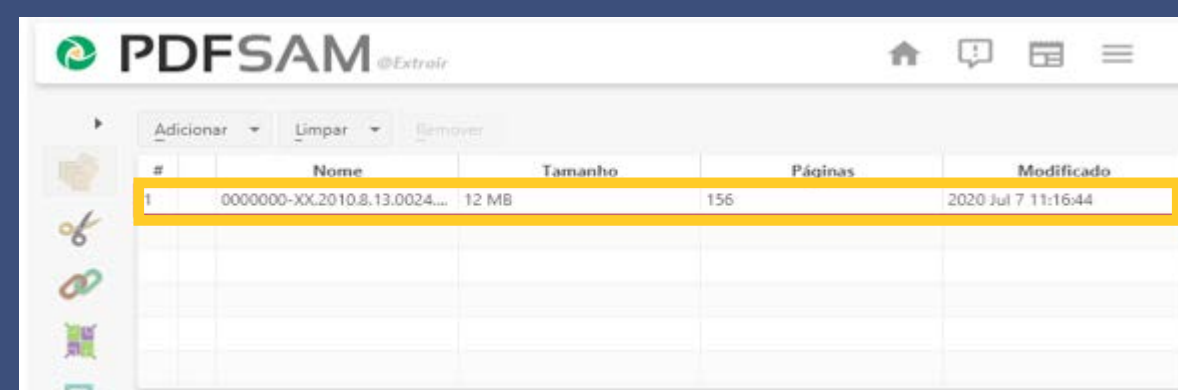 PDFSAM @Extrair
Adicionar Limpar Remover
# Nome Tamanho Páginas Modificado
1 0000000-XX.2010.8.13.0024.... 12 MB 156 2020 Jul 7 11:16:44